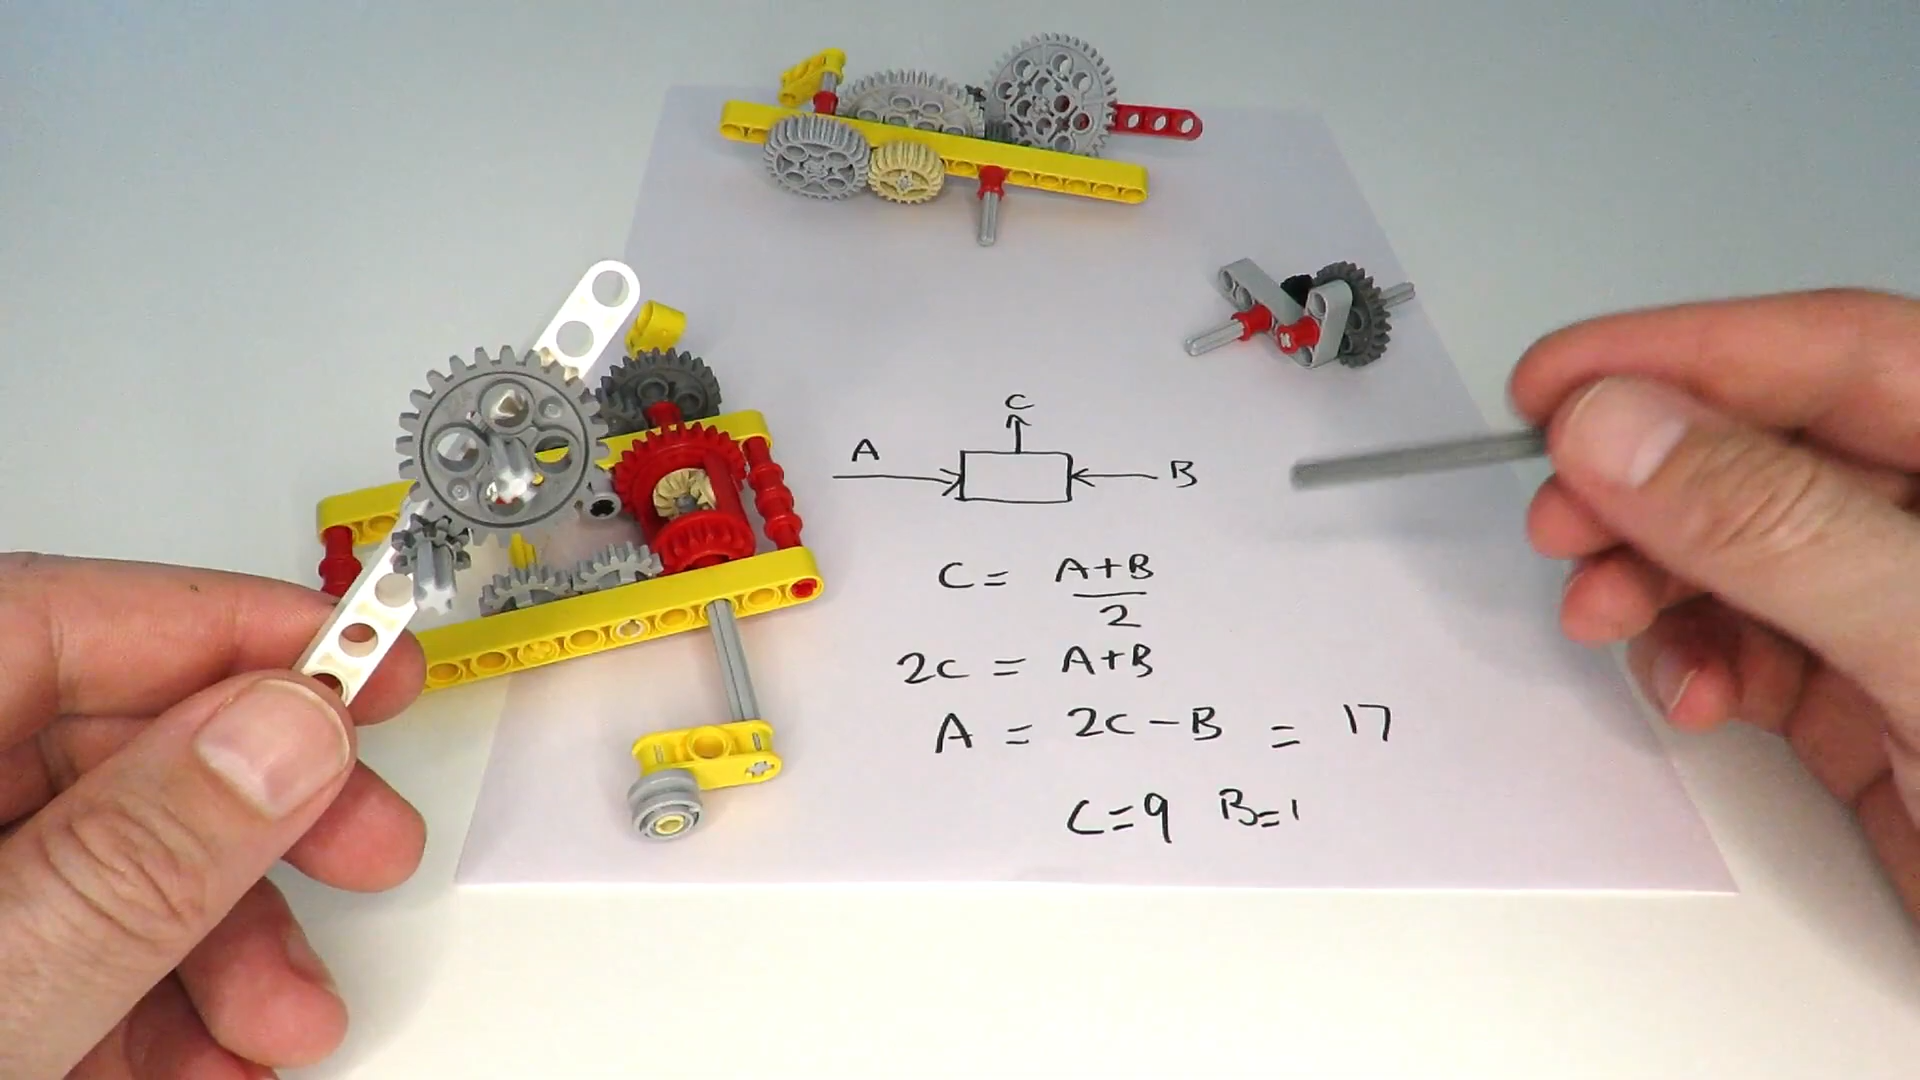 C
A B
C = A+B
2
2C = A+B
A = 2C - B = 17
C=9 B=1